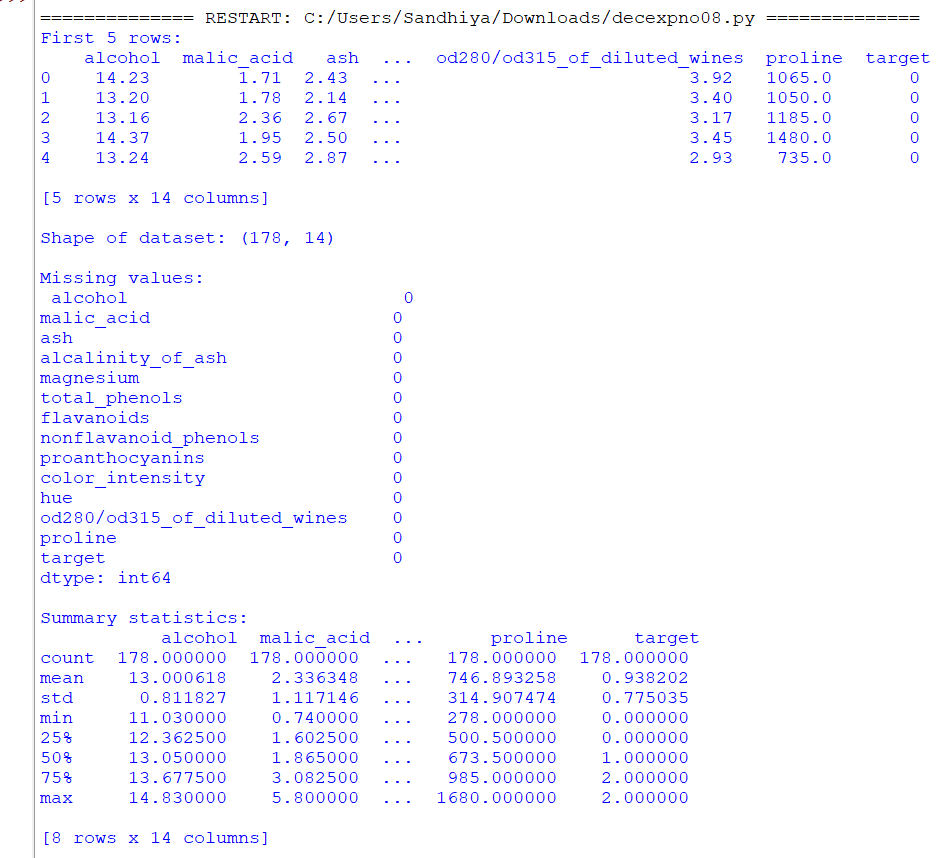 ============== RESTART: C:/Users/Sandhiya/Downloads/decexpno08.py ==============
First 5 rows:
    alcohol  malic_acid   ash  ...  od280/od315_of_diluted_wines  proline  target
0    14.23        1.71  2.43  ...                          3.92   1065.0       0
1    13.20        1.78  2.14  ...                          3.40   1050.0       0
2    13.16        2.36  2.67  ...                          3.17   1185.0       0
3    14.37        1.95  2.50  ...                          3.45   1480.0       0
4    13.24        2.59  2.87  ...                          2.93    735.0       0

[5 rows x 14 columns]

Shape of dataset: (178, 14)

Missing values:
 alcohol                         0
malic_acid                      0
ash                             0
alcalinity_of_ash               0
magnesium                       0
total_phenols                   0
flavanoids                      0
nonflavanoid_phenols            0
proanthocyanins                 0
color_intensity                 0
hue                             0
od280/od315_of_diluted_wines    0
proline                         0
target                          0
dtype: int64

Summary statistics:
           alcohol  malic_acid  ...      proline      target
count  178.000000  178.000000  ...   178.000000  178.000000
mean    13.000618    2.336348  ...   746.893258    0.938202
std      0.811827    1.117146  ...   314.907474    0.775035
min     11.030000    0.740000  ...   278.000000    0.000000
25%     12.362500    1.602500  ...   500.500000    0.000000
50%     13.050000    1.865000  ...   673.500000    1.000000
75%     13.677500    3.082500  ...   985.000000    2.000000
max     14.830000    5.800000  ...  1680.000000    2.000000

[8 rows x 14 columns]